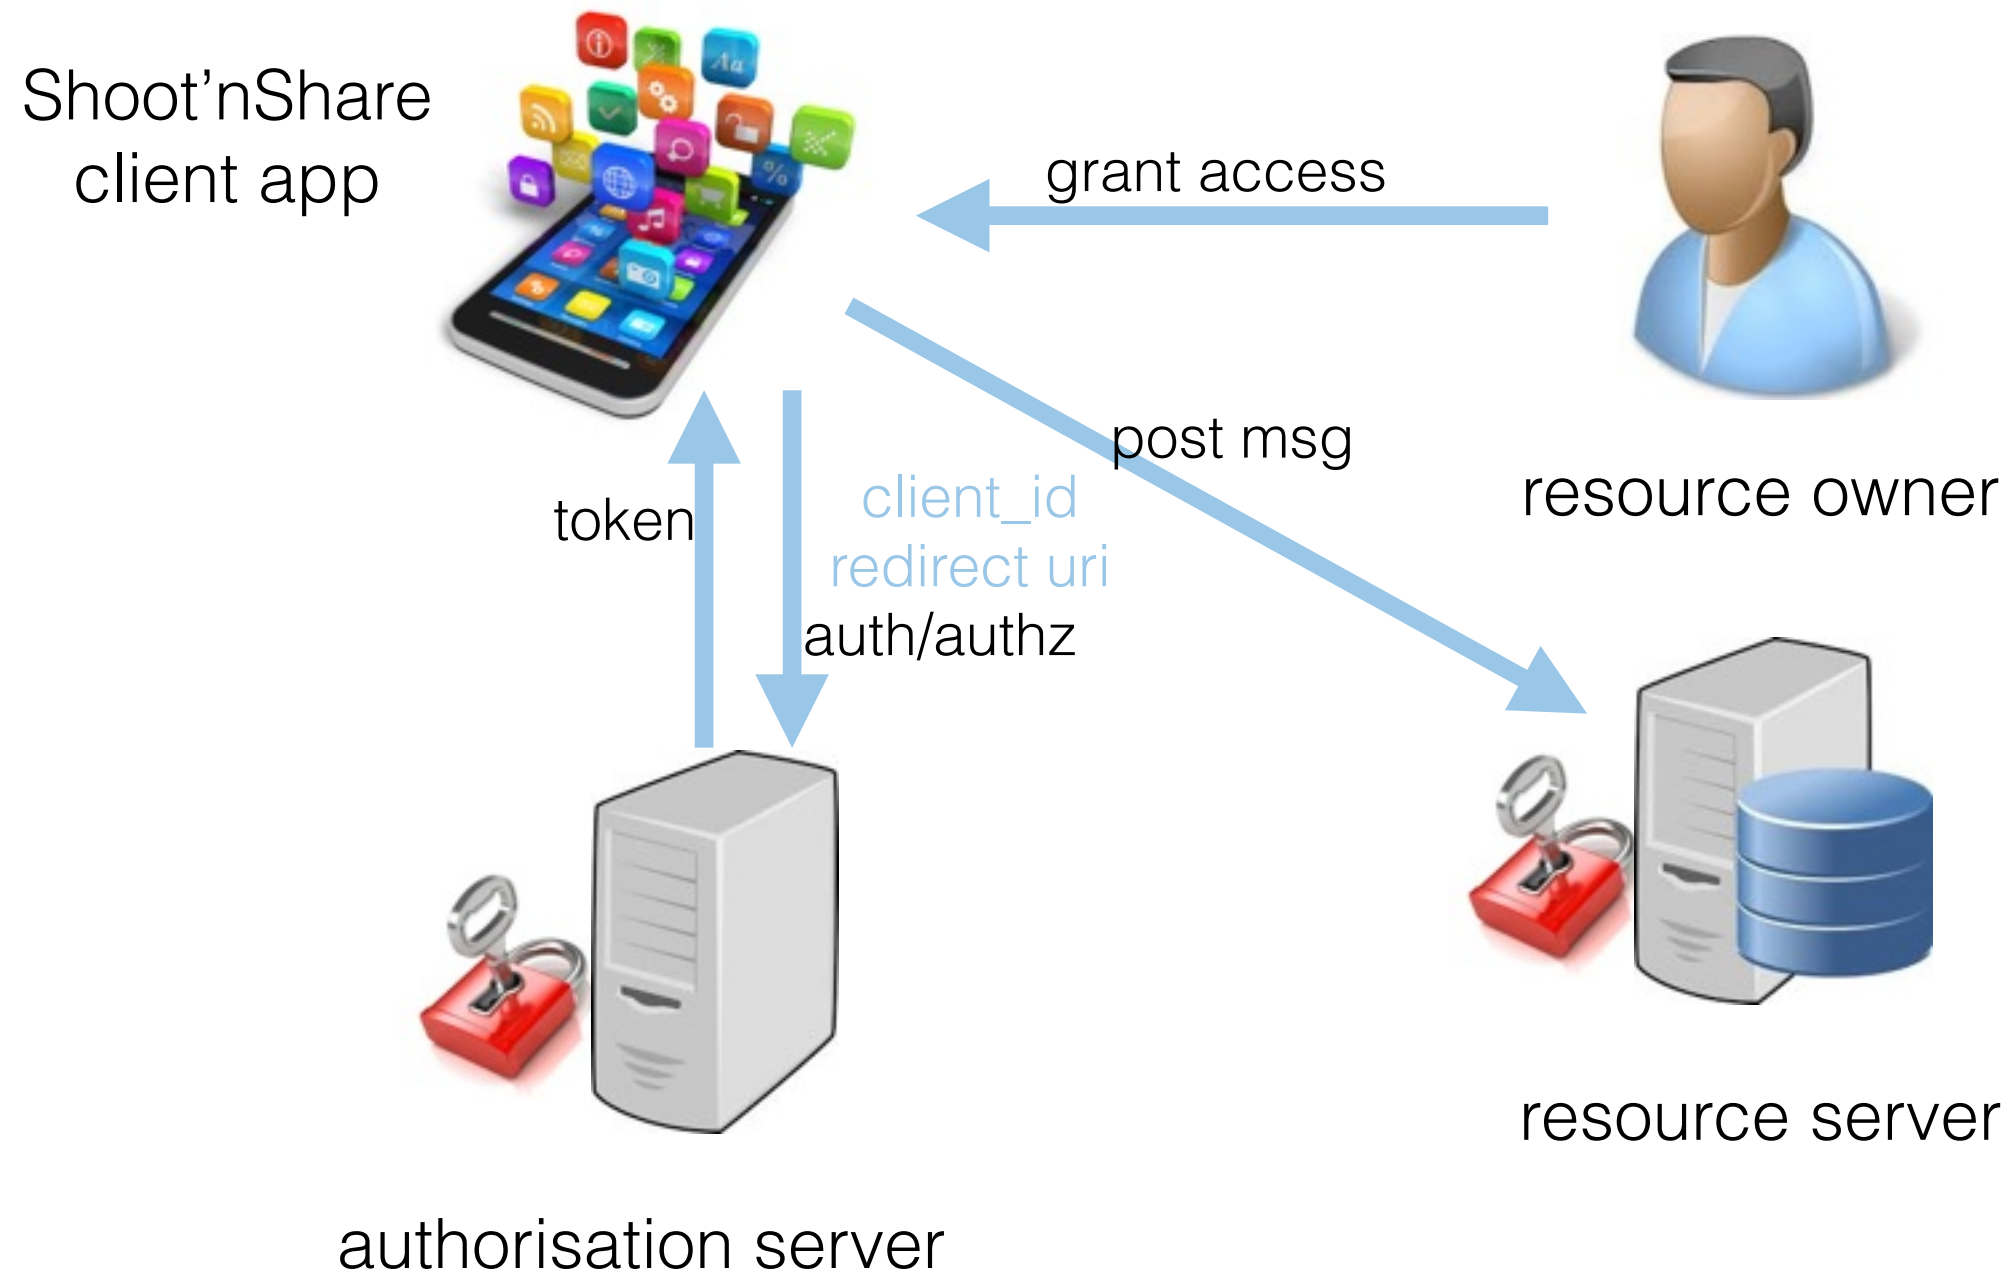 Shoot’nShare
client app
Aa
%
grant access
post msg
resource owner
token
client_id
redirect uri
auth/authz
resource server
authorisation server